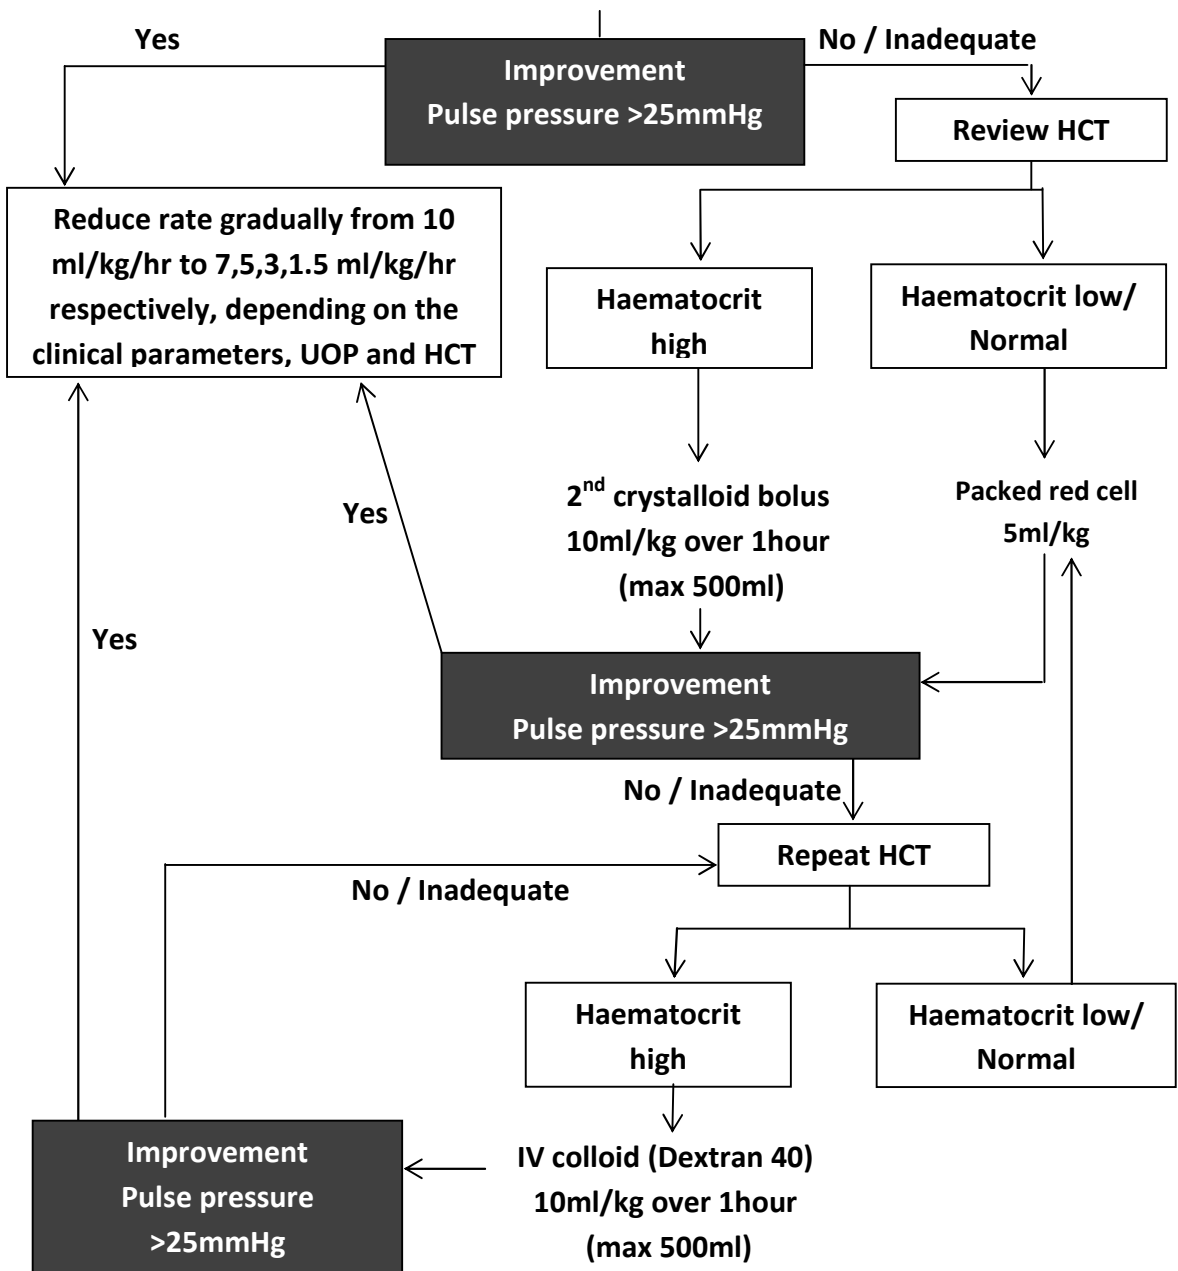 Yes
No / Inadequate
Improvement
Pulse pressure >25mmHg
Review HCT
Reduce rate gradually from 10
ml/kg/hr to 7,5,3,1.5 ml/kg/hr
respectively, depending on the
clinical parameters, UOP and HCT
Haematocrit
high
Haematocrit low/
Normal
2nd crystalloid bolus
10ml/kg over 1hour
(max 500ml)
Packed red cell
5ml/kg
Yes
Yes
Improvement
Pulse pressure >25mmHg
No / Inadequate
Repeat HCT
No / Inadequate
Haematocrit
high
Haematocrit low/
Normal
IV colloid (Dextran 40)
10ml/kg over 1hour
(max 500ml)
Improvement
Pulse pressure
>25mmHg